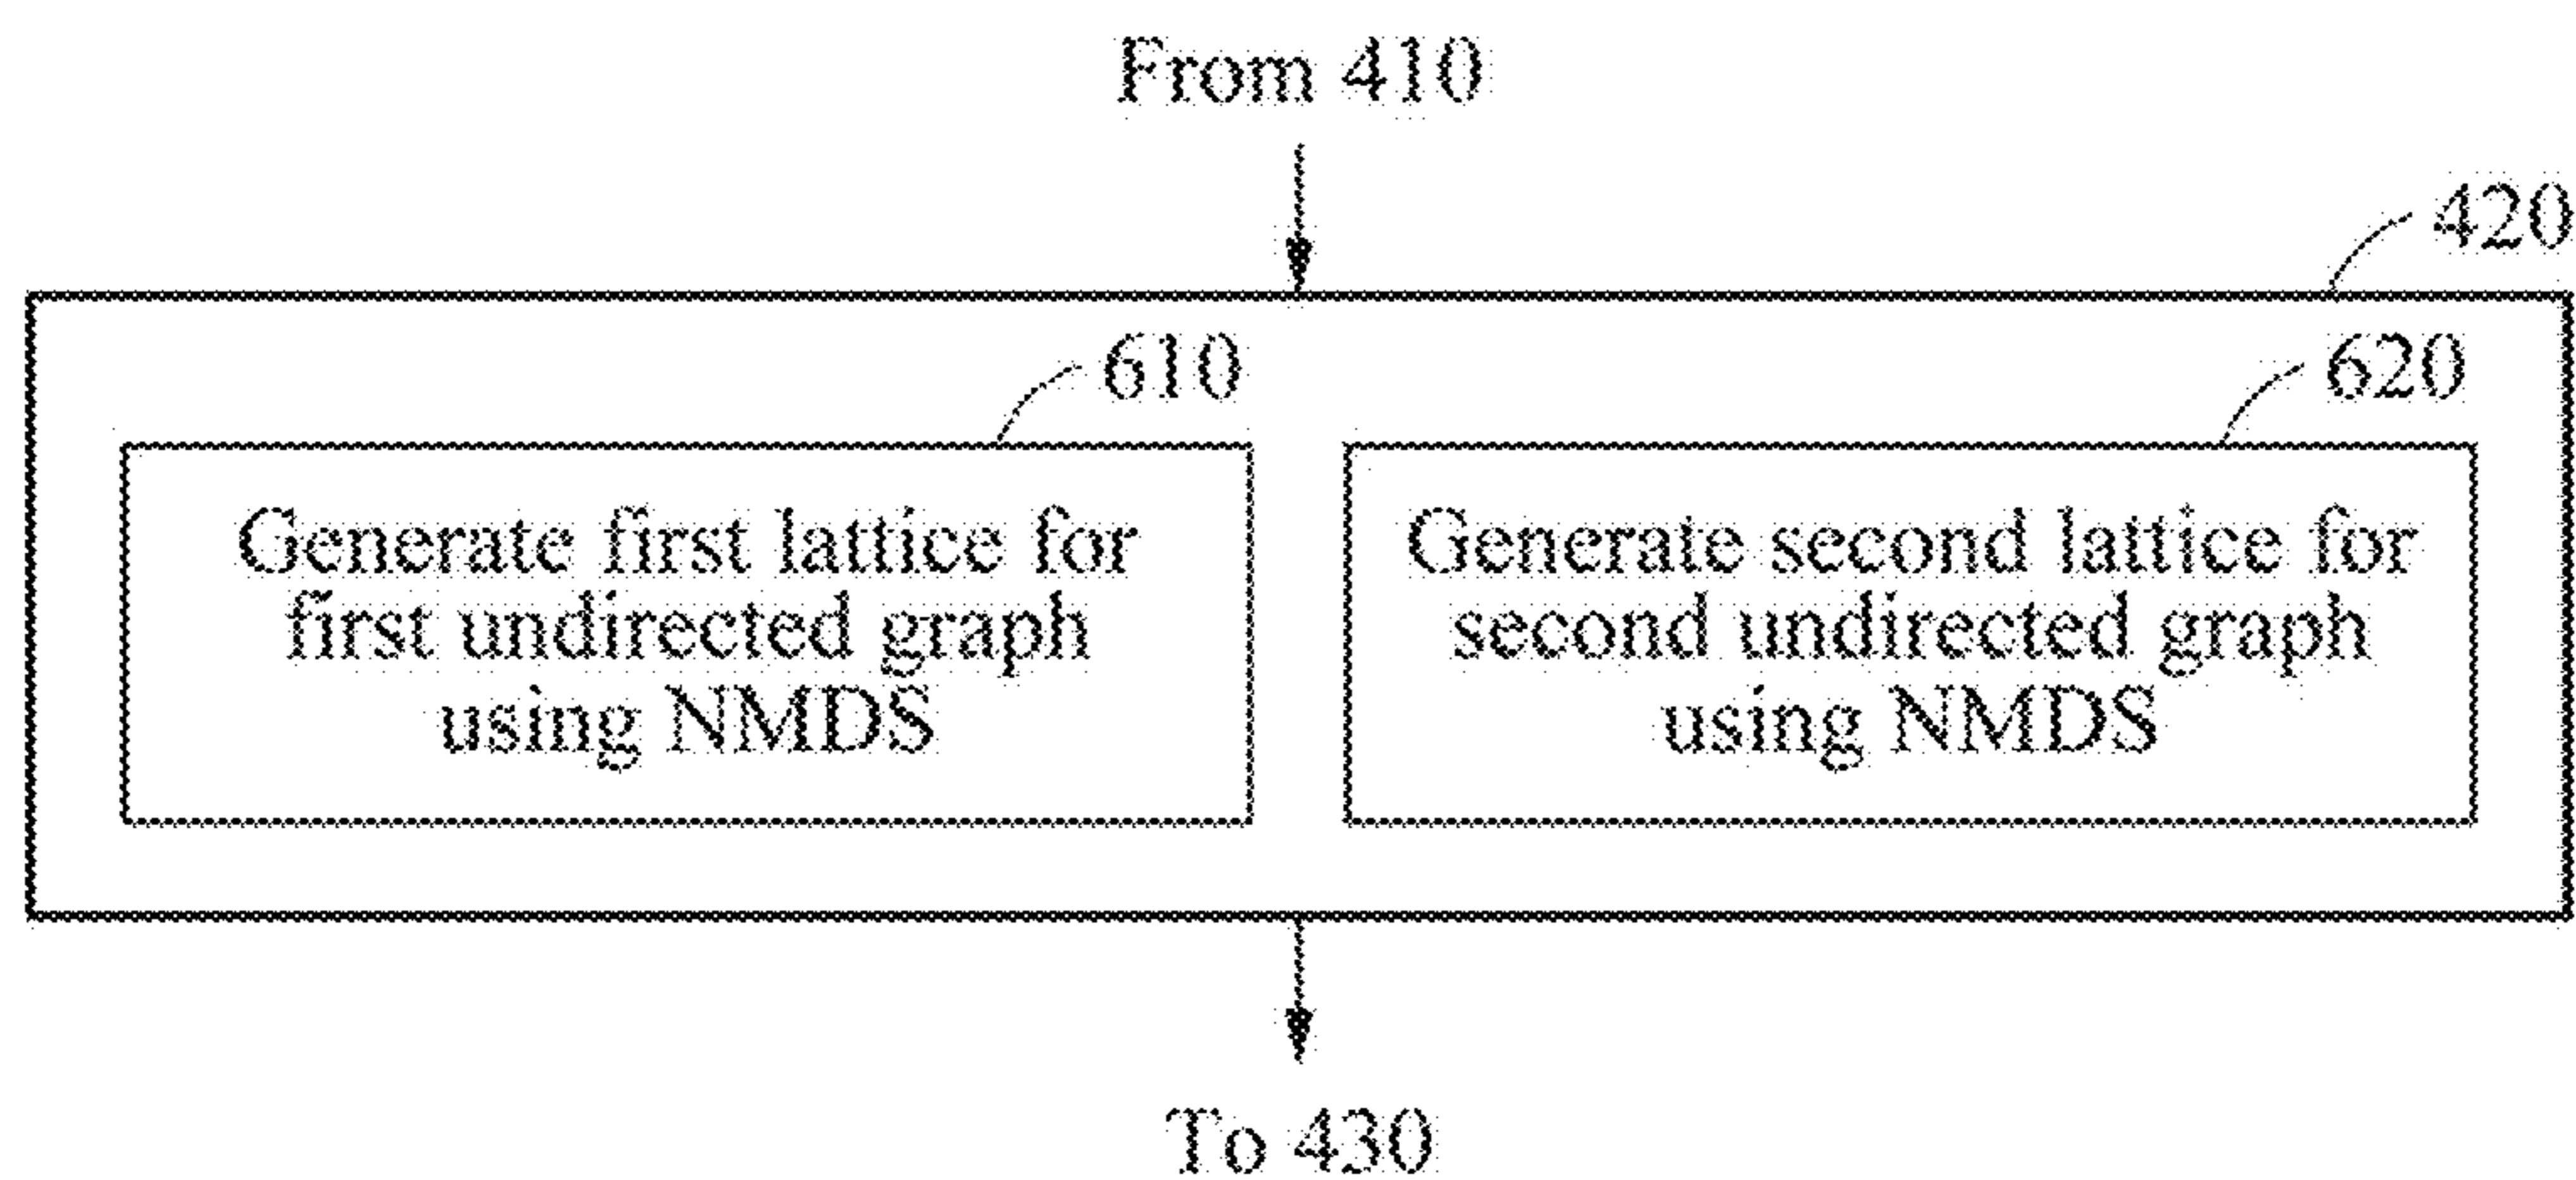 From 410
420
610
620
Generate first lattice for
first undirected graph
using NMDS
Generate second lattice for
second undirected graph
using NMDS
To 430